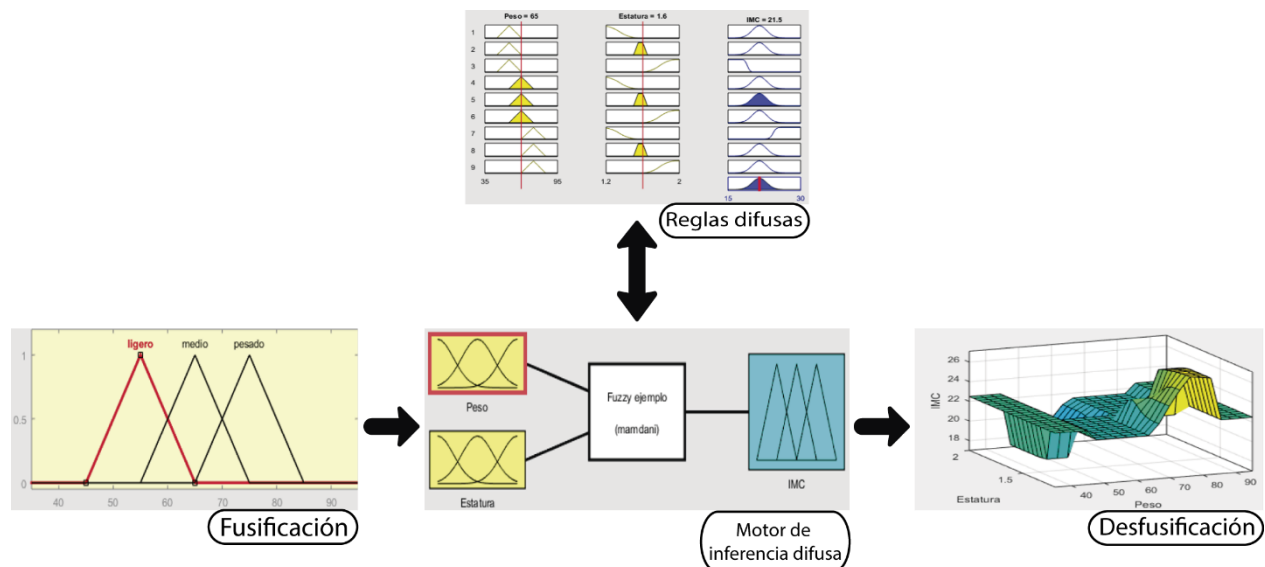 Peso = 65
Estatura = 1.6
IMC = 21.5
1
2
3
4
5
6
7
8
9
35
95
1.2
2
15
30
Reglas difusas
ligero
medio
pesado
1
0.5
0
40
50
60
70
80
90
Fusificación
Peso
Estatura
Fuzzy ejemplo
(mamdani)
IMC
Motor de
inferencia difusa
26
24
22
20
18
IMC
2
1.5
Estatura
40
50
60
70
80
90
Peso
Desfusificación